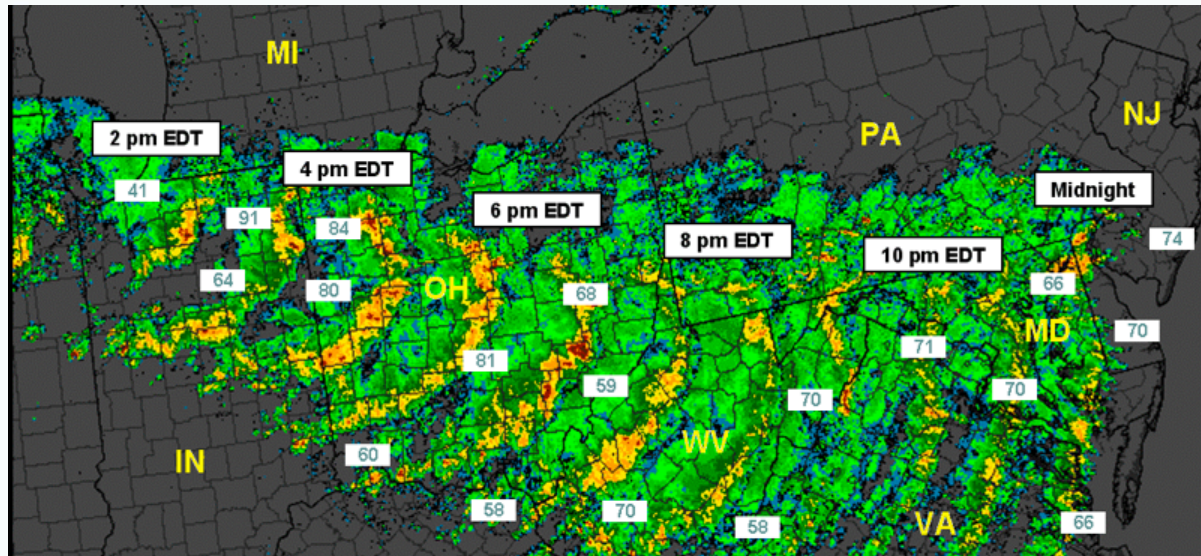 MI
NJ
PA
2 pm EDT
4 pm EDT
41
Midnight
6 pm EDT
91
84
8 pm EDT
74
10 pm EDT
64
80
OH
68
66
MD
70
71
81
59
70
70
WV
IN
60
58
70
58
VA
66